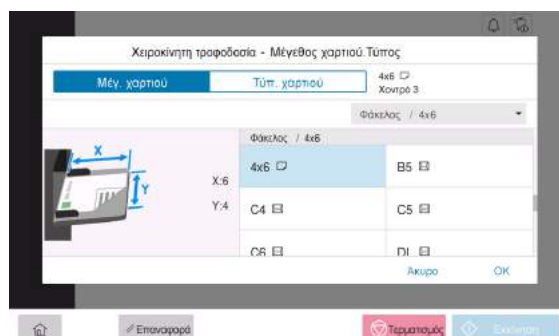 Χειροκίνητη τροφοδοσία - Μέγεθος χαρτιού.Τύπος
Μέγ. χαρτιού
Τύπ. χαρτιού
4x6
Χοντρό 3
Φάκελος / 4x6
Φάκελος / 4x6
X
Y
X:6
Y:4
4x6
B5
C4
C5
C6
DL
Άκυρο
OK
Επαναφορά
Τερματισμός
Εκκίνηση